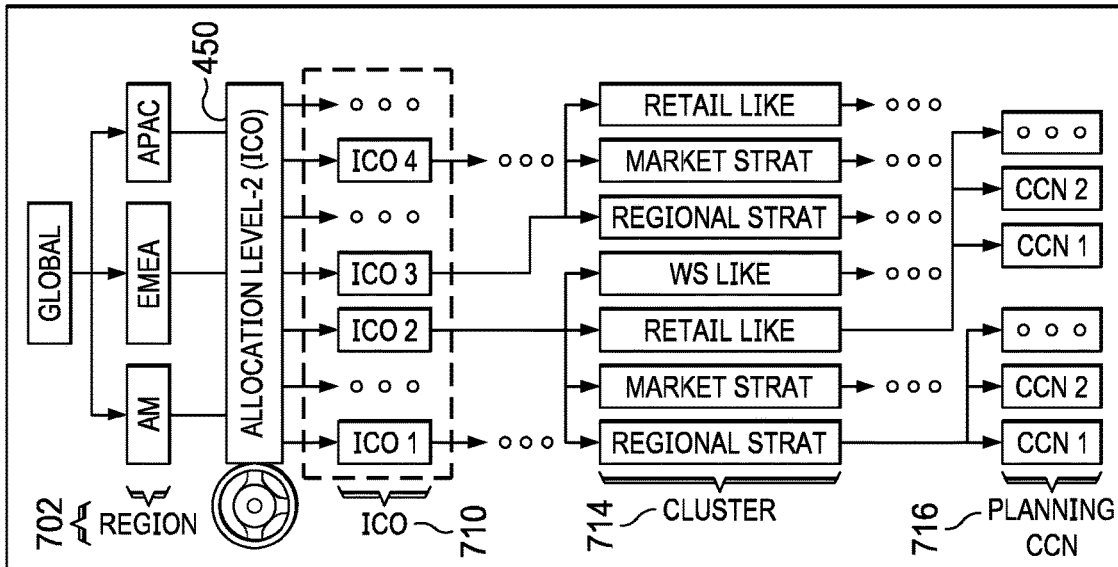 GLOBAL
APAC
EMEA
AM
702
REGION
450
ALLOCATION LEVEL-2 (ICO)
ICO 4
ICO 3
ICO 2
ICO 1
ICO
710
RETAIL LIKE
MARKET STRAT
REGIONAL STRAT
WS LIKE
RETAIL LIKE
MARKET STRAT
REGIONAL STRAT
714
CLUSTER
CCN 2
CCN 1
CCN 2
CCN 1
716
PLANNING
CCN